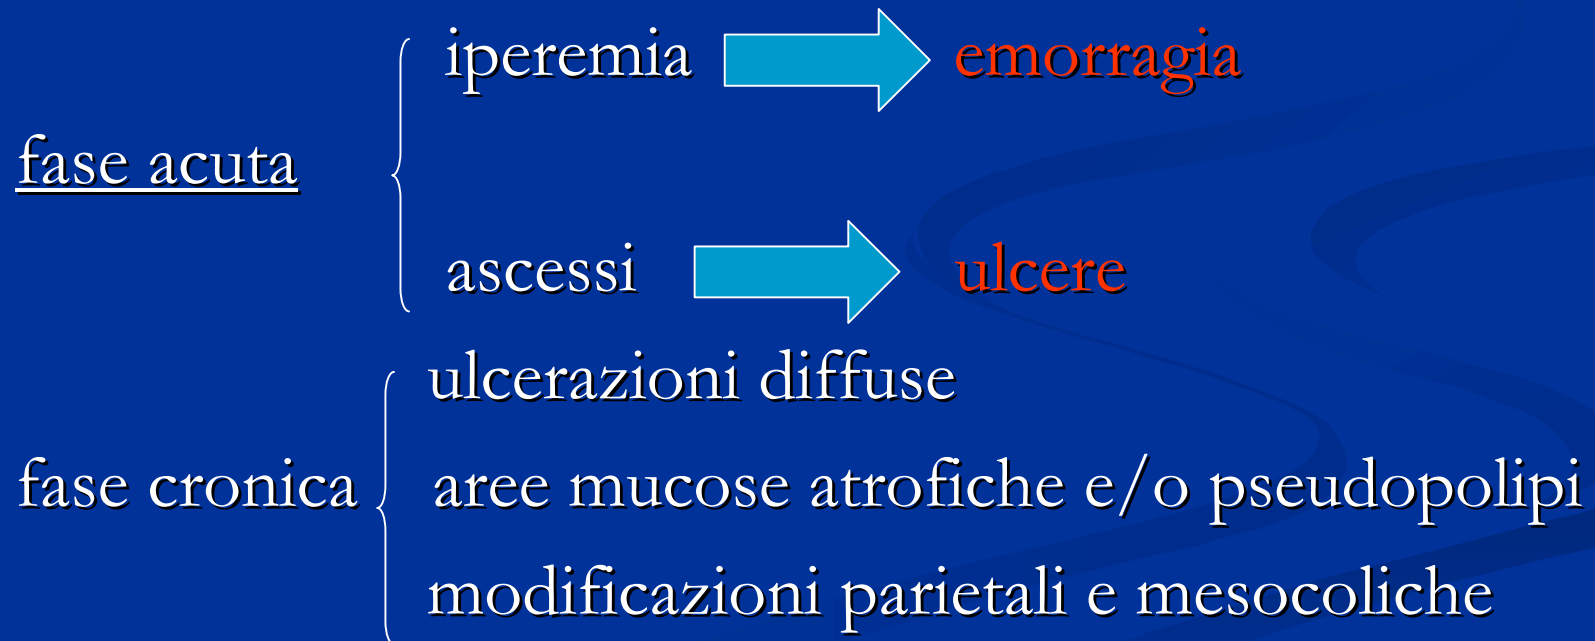 iperemia emorragia
fase acuta
ascessi ulcere
ulcerazioni diffuse
fase cronica aree mucose atrofiche e/o pseudopolipi
modificazioni parietali e mesocoliche